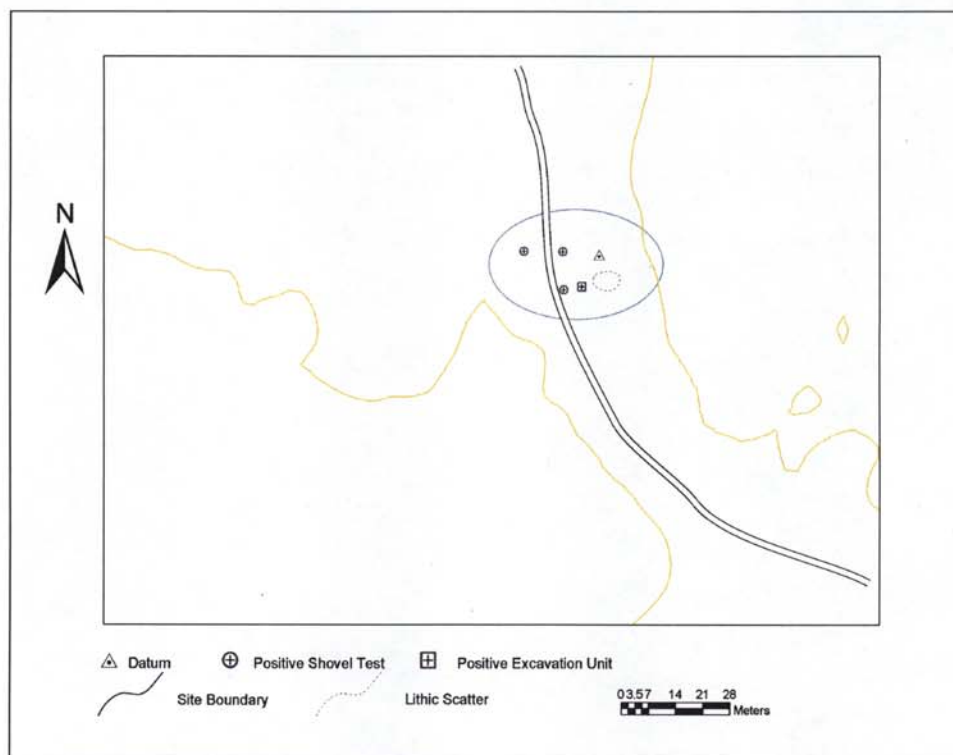 N
Datum Positive Shovel Test Positive Excavation Unit
Site Boundary Lithic Scatter
0 3.5 7 14 21 28
Meters